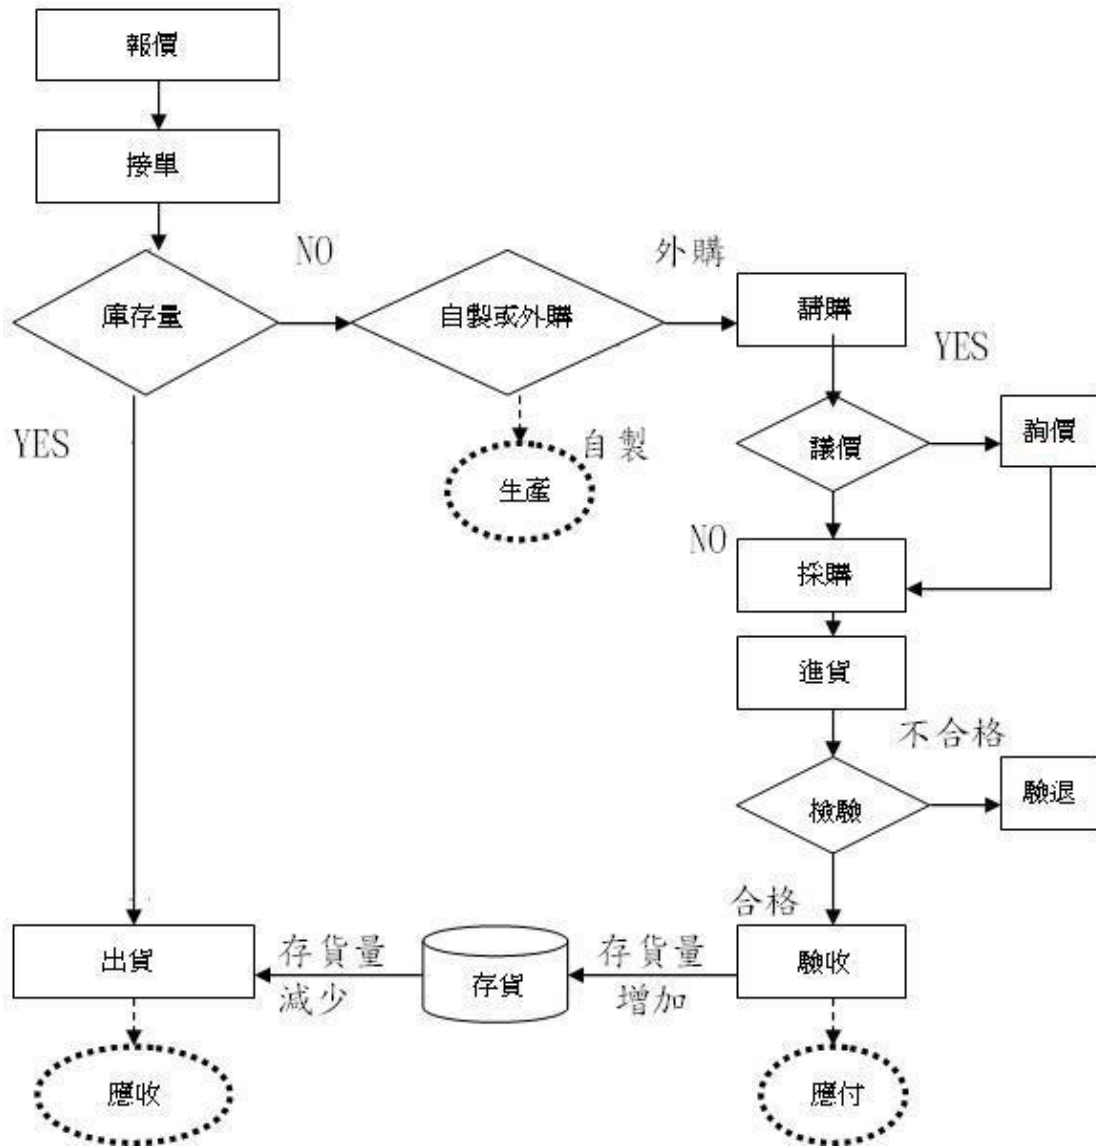 報價
接單
NO
外購
庫存量
自製或外購
請購
YES
YES
自製
議價
詢價
生產
NO
採購
進貨
不合格
檢驗
驗退
合格
出貨
存貨量
減少
存貨
存貨量
增加
驗收
應收
應付